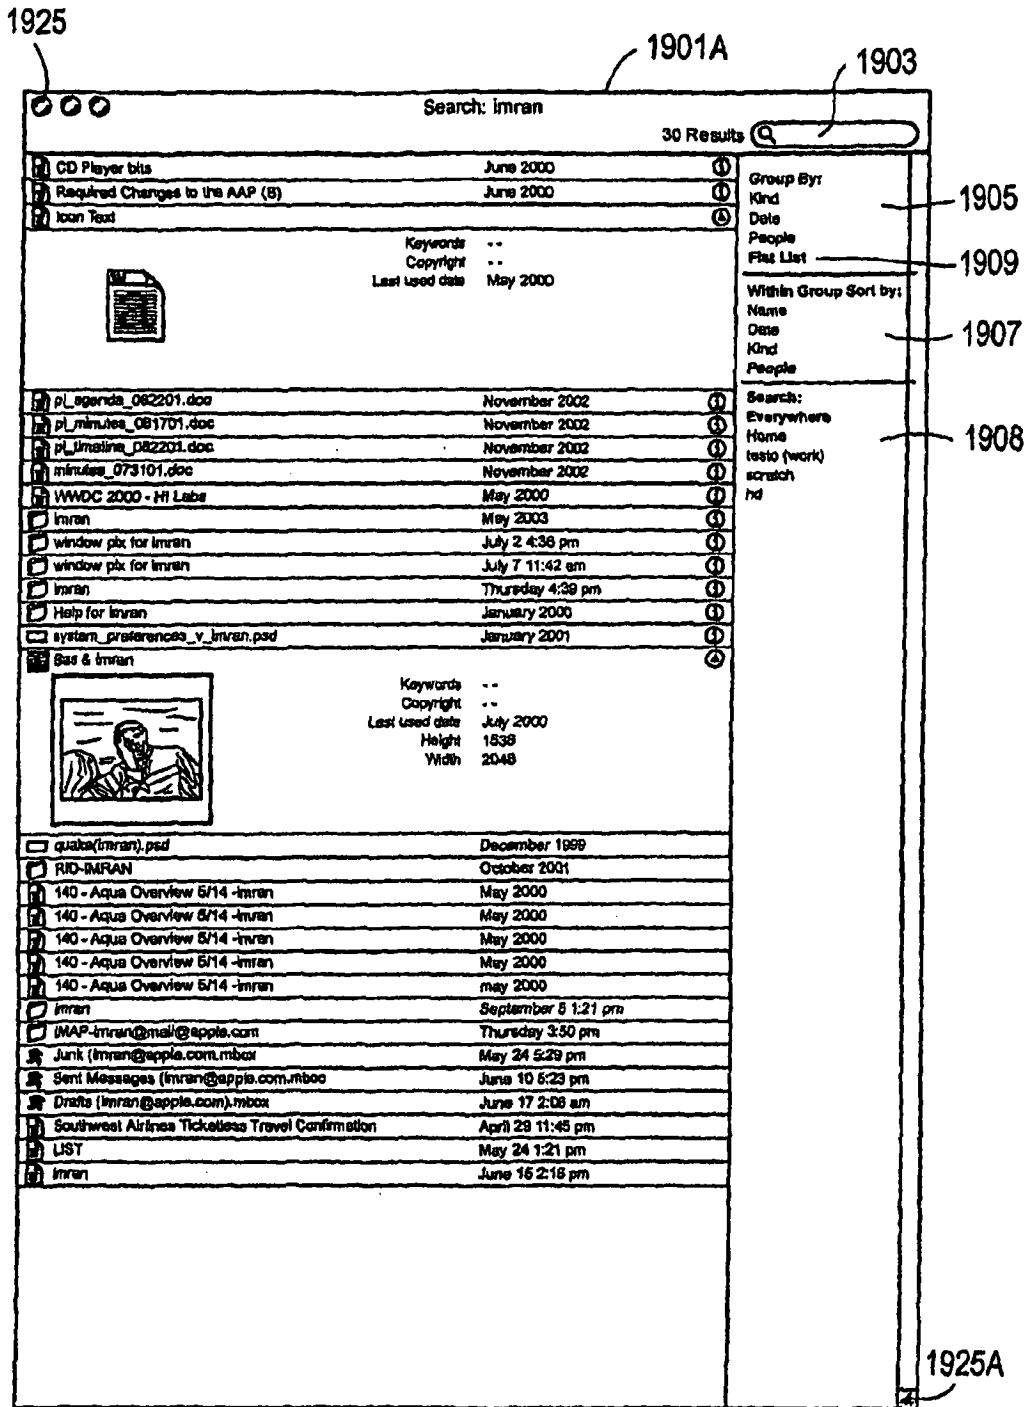 1925
1901A
1903
Search: imran
30 Results
CD Player bits June 2000
Required Changes to the AAP (8) June 2000
Icon Text
Keywords --
Copyright --
Last used date May 2000
Group By:
Kind
Date
People
Flat List
1905
1909
Within Group Sort by:
Name
Date
Kind
People
1907
Search:
Everywhere
Home
testo (work)
scratch
hd
1908
pl_agenda_082201.doc November 2002
pl_minutes_081701.doc November 2002
pl_timeline_082201.doc November 2002
minutes_073101.doc November 2002
WWDC 2000 - HI Labs May 2000
imran May 2003
window pix for imran July 2 4:36 pm
window pix for imran July 7 11:42 am
imran Thursday 4:39 pm
Help for imran January 2000
system_preferences_v_imran.psd January 2001
Bas & imran
Keywords --
Copyright --
Last used date July 2000
Height 1536
Width 2048
quake(imran).psd December 1999
RID-IMRAN October 2001
140 - Aqua Overview 5/14 -imran May 2000
140 - Aqua Overview 5/14 -imran May 2000
140 - Aqua Overview 5/14 -imran May 2000
140 - Aqua Overview 5/14 -imran May 2000
140 - Aqua Overview 5/14 -imran may 2000
imran September 5 1:21 pm
IMAP-imran@mail@apple.com Thursday 3:50 pm
Junk (imran@apple.com.mbox May 24 5:29 pm
Sent Messages (imran@apple.com.mboo June 10 5:23 pm
Drafts (imran@apple.com).mbox June 17 2:08 am
Southwest Airlines Ticketless Travel Confirmation April 29 11:45 pm
LIST May 24 1:21 pm
imran June 15 2:18 pm
1925A